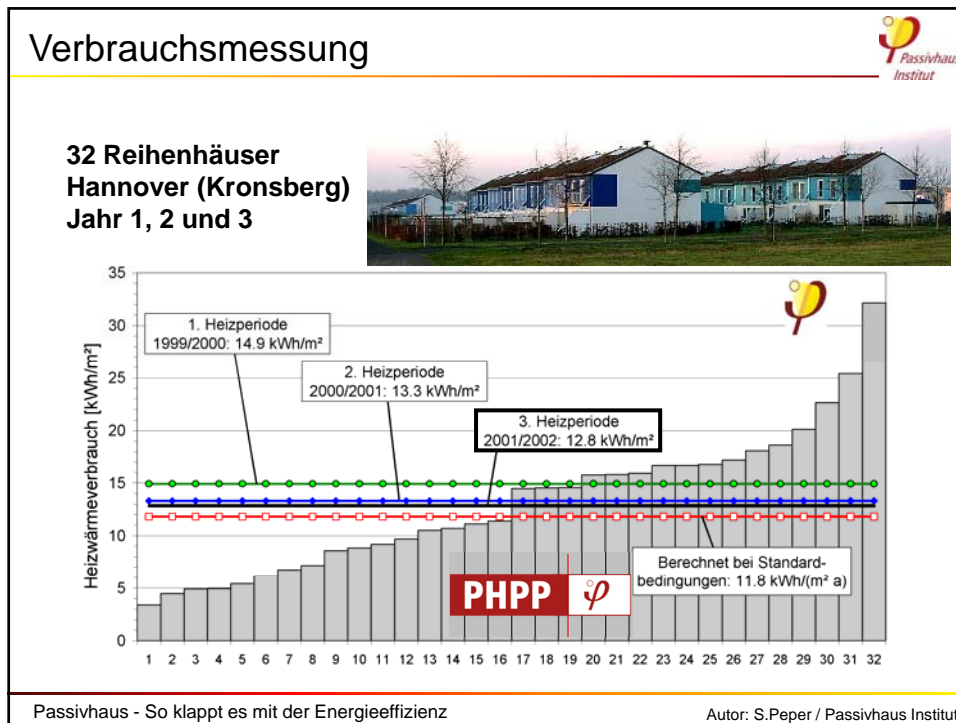 Verbrauchsmessung
Passivhaus
Institut
32 Reihenhäuser
Hannover (Kronsberg)
Jahr 1, 2 und 3
Heizwärmeverbrauch [kWh/m²]
35
30
25
20
15
10
5
0
1. Heizperiode
1999/2000: 14.9 kWh/m²
2. Heizperiode
2000/2001: 13.3 kWh/m²
3. Heizperiode
2001/2002: 12.8 kWh/m²
Berechnet bei Standard-
bedingungen: 11.8 kWh/(m² a)
PHPP φ
1 2 3 4 5 6 7 8 9 10 11 12 13 14 15 16 17 18 19 20 21 22 23 24 25 26 27 28 29 30 31 32
Passivhaus - So klappt es mit der Energieeffizienz
Autor: S.Peper / Passivhaus Institut